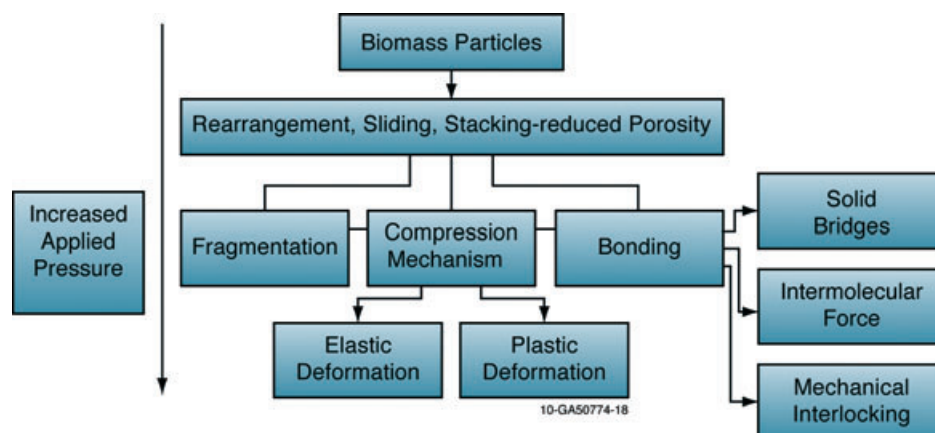 Biomass Particles
Rearrangement, Sliding, Stacking-reduced Porosity
Increased
Applied
Pressure
Fragmentation
Compression
Mechanism
Bonding
Solid
Bridges
Intermolecular
Force
Mechanical
Interlocking
Elastic
Deformation
Plastic
Deformation
10-GA50774-18